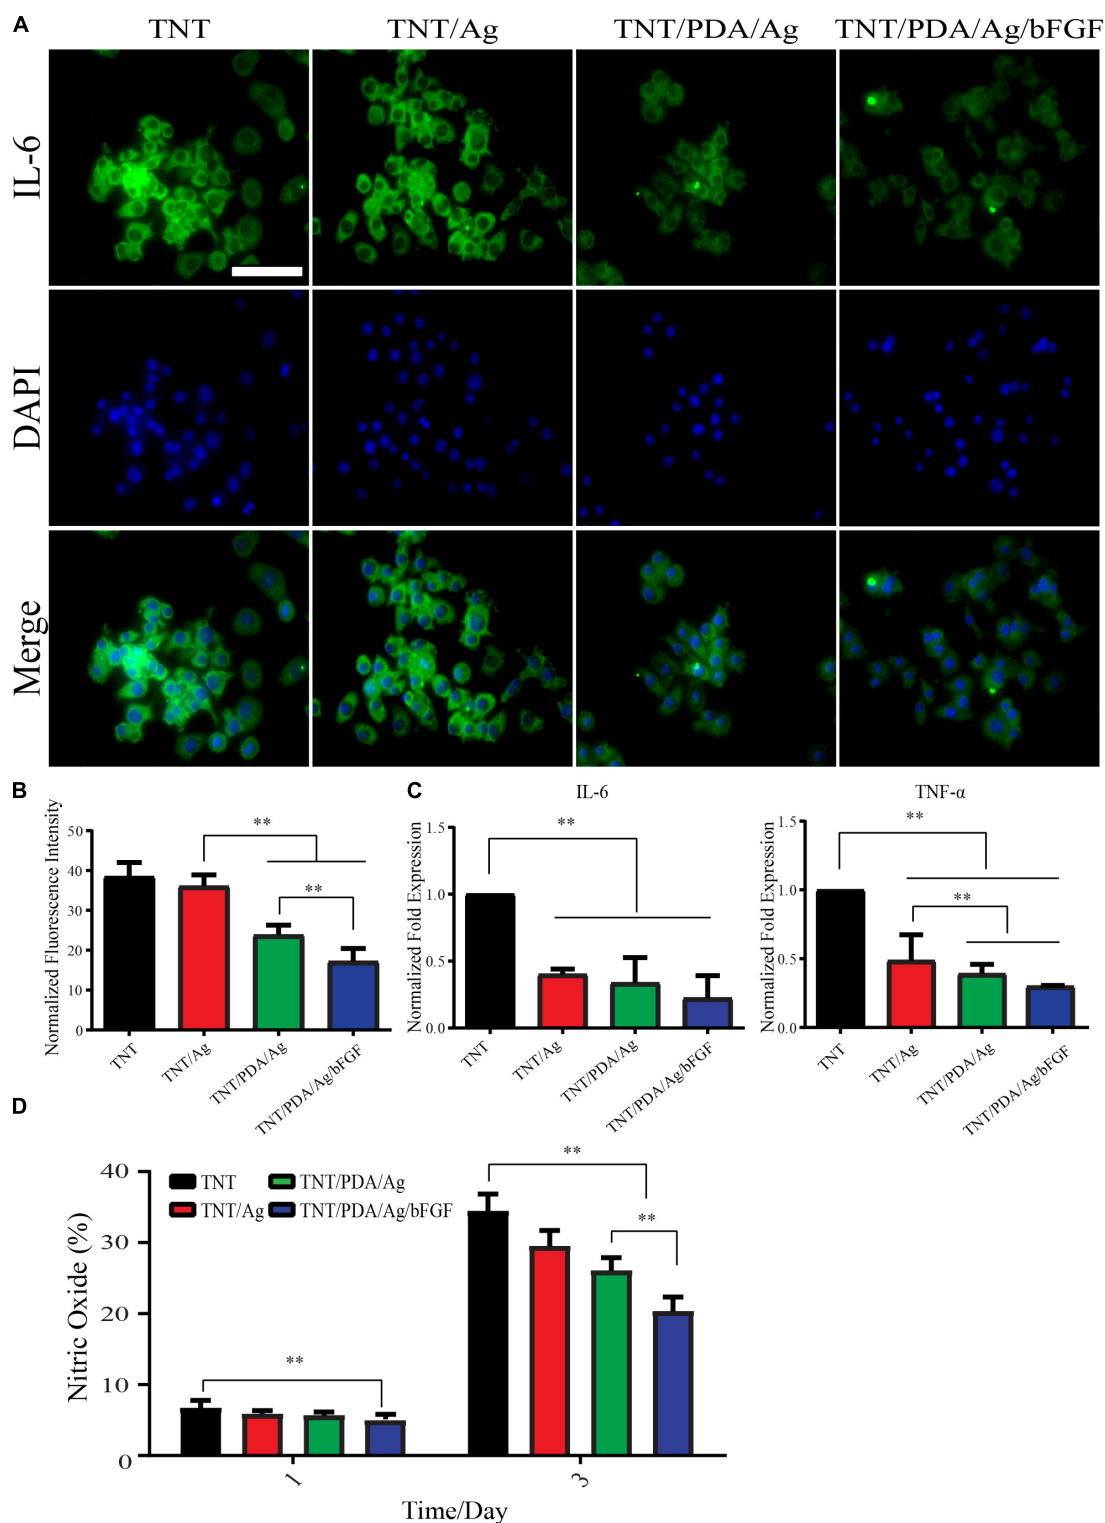 A
TNT TNT/Ag TNT/PDA/Ag TNT/PDA/Ag/bFGF
IL-6
DAPI
Merge
B
Normalized Fluorescence Intensity
50
40
30
20
10
0
**
**
TNT TNT/Ag TNT/PDA/Ag TNT/PDA/Ag/bFGF
C
IL-6
Normalized Fold Expression
1.5
1.0
0.5
0.0
**
TNT TNT/Ag TNT/PDA/Ag TNT/PDA/Ag/bFGF
TNF-α
Normalized Fold Expression
1.5
1.0
0.5
0.0
**
**
TNT TNT/Ag TNT/PDA/Ag TNT/PDA/Ag/bFGF
D
Nitric Oxide (%)
40
30
20
10
0
TNT TNT/PDA/Ag
TNT/Ag TNT/PDA/Ag/bFGF
**
**
**
1 3
Time/Day